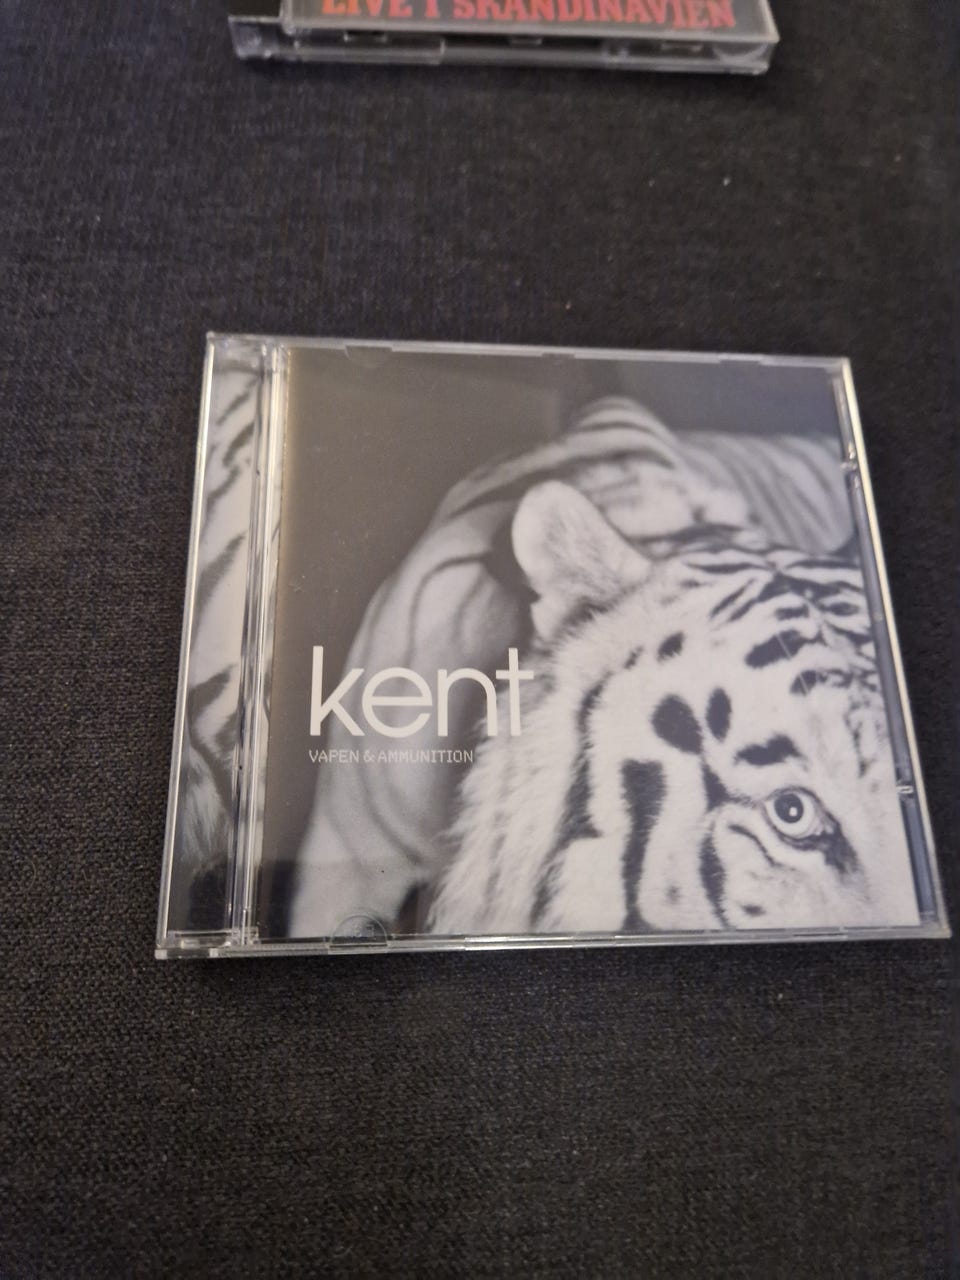 LIVE I SKANDINAVIEN
kent
VAPEN & AMMUNITION